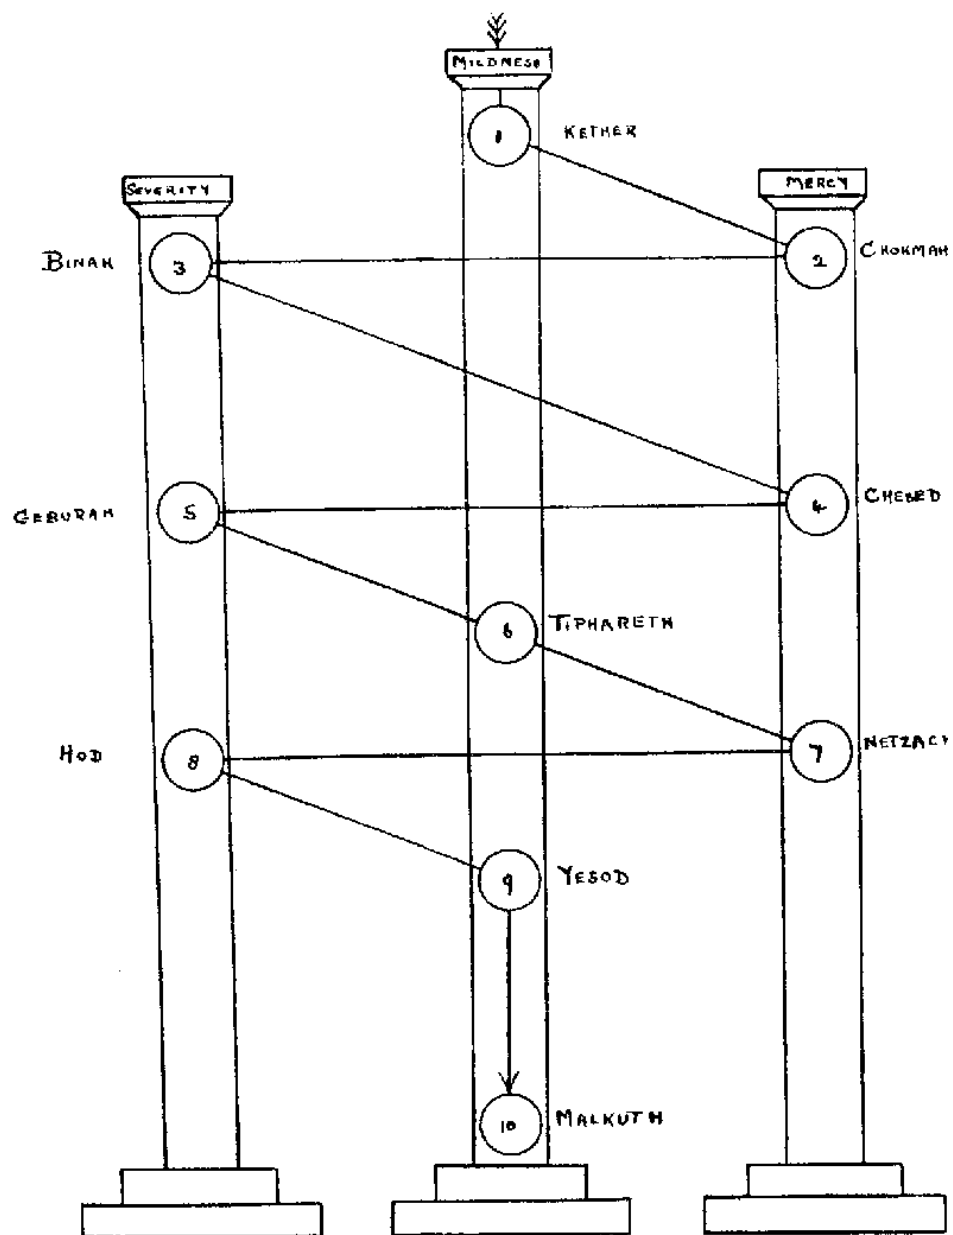 MILDNESS
1 KETHER
SEVERITY MERCY
BINAH 3 2 CHOKMAH
GEBURAH 5 4 CHESED
6 TIPHARETH
HOD 8 7 NETZACH
9 YESOD
10 MALKUTH